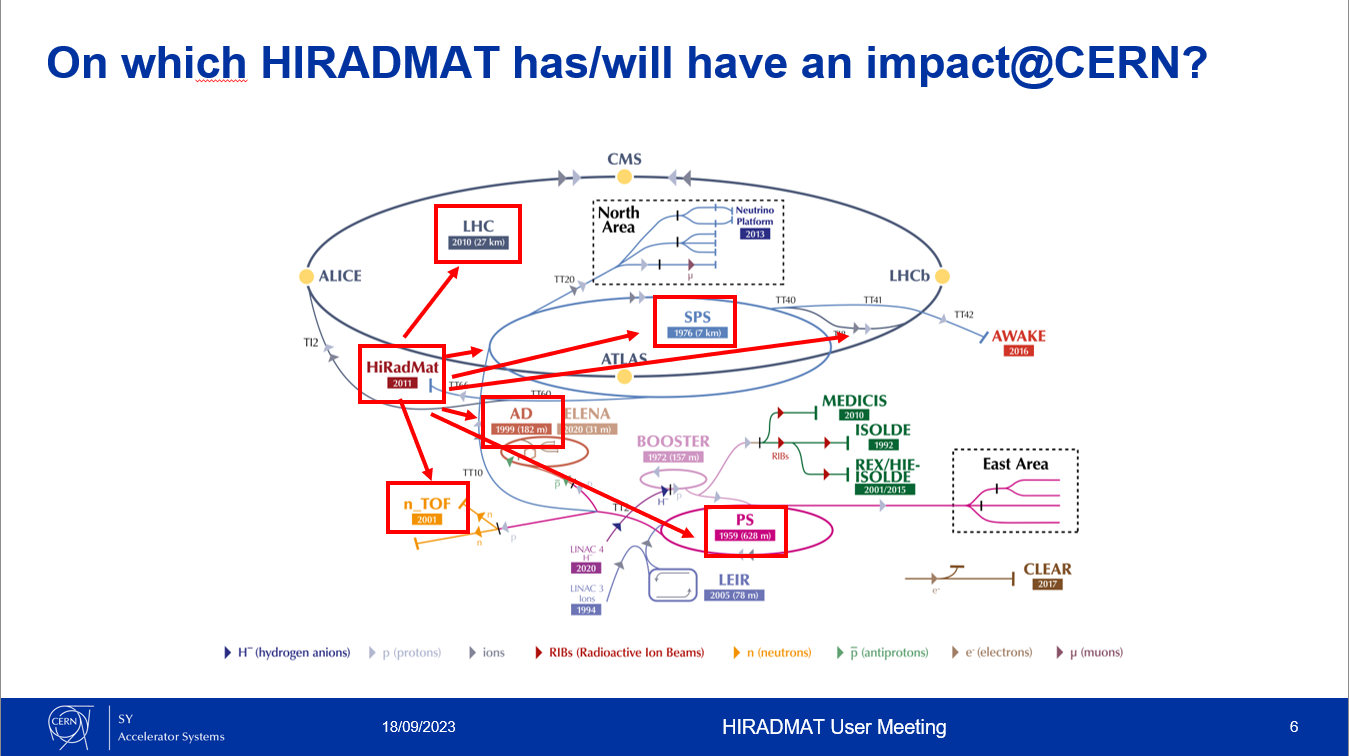 On which HIRADMAT has/will have an impact@CERN?
CMS
North
Area
Neutrino
Platform
2013
LHC
2010 (27 km)
μ
ALICE
LHCb
TT20
TT40
TT41
TT42
SPS
1976 (7 km)
TI2
AWAKE
2016
ATLAS
HiRadMat
2011
TT66
TT60
AD
1999 (182 m)
ELENA
2020 (31 m)
MEDICIS
2010
ISOLDE
1992
RIBs
REX/HIE-
ISOLDE
2001/2015
BOOSTER
1972 (157 m)
East Area
TT10
p̅
H⁻
p
n_TOF
2001
n
n
p
PS
1959 (628 m)
LINAC 4
H⁻
2020
LINAC 3
Ions
1994
LEIR
2005 (78 m)
CLEAR
2017
e⁻
H⁻ (hydrogen anions)
p (protons)
ions
RIBs (Radioactive Ion Beams)
n (neutrons)
p̅ (antiprotons)
e⁻ (electrons)
μ (muons)
CERN
SY
Accelerator Systems
18/09/2023
HIRADMAT User Meeting
6